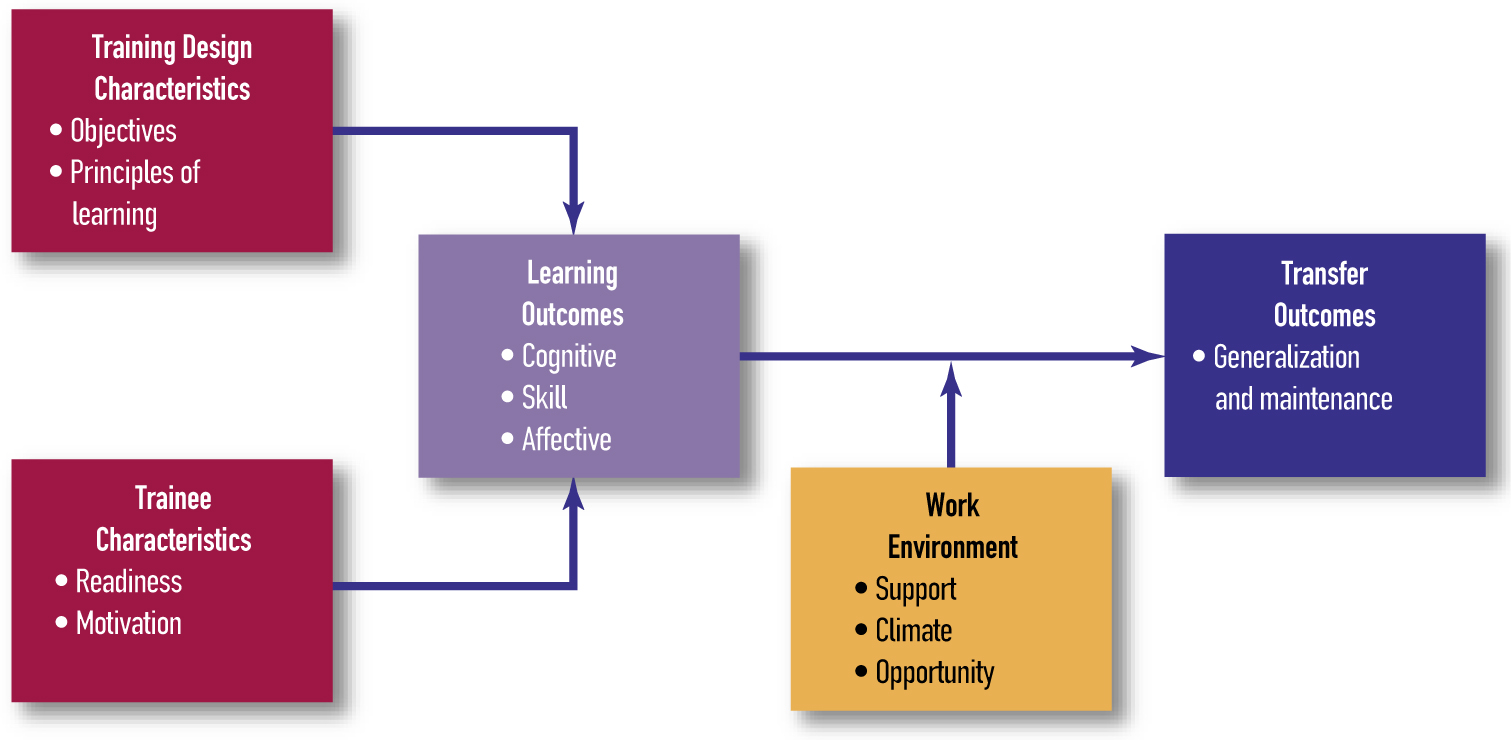 Training Design
Characteristics
• Objectives
• Principles of
learning
Learning
Outcomes
• Cognitive
• Skill
• Affective
Trainee
Characteristics
• Readiness
• Motivation
Work
Environment
• Support
• Climate
• Opportunity
Transfer
Outcomes
• Generalization
and maintenance